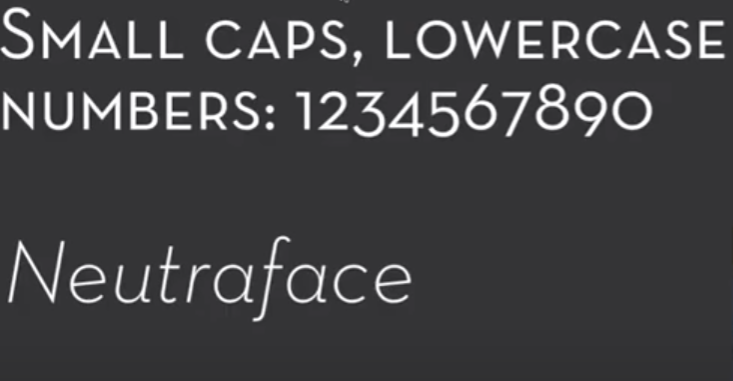 Small caps, lowercase
numbers: 1234567890
Neutraface